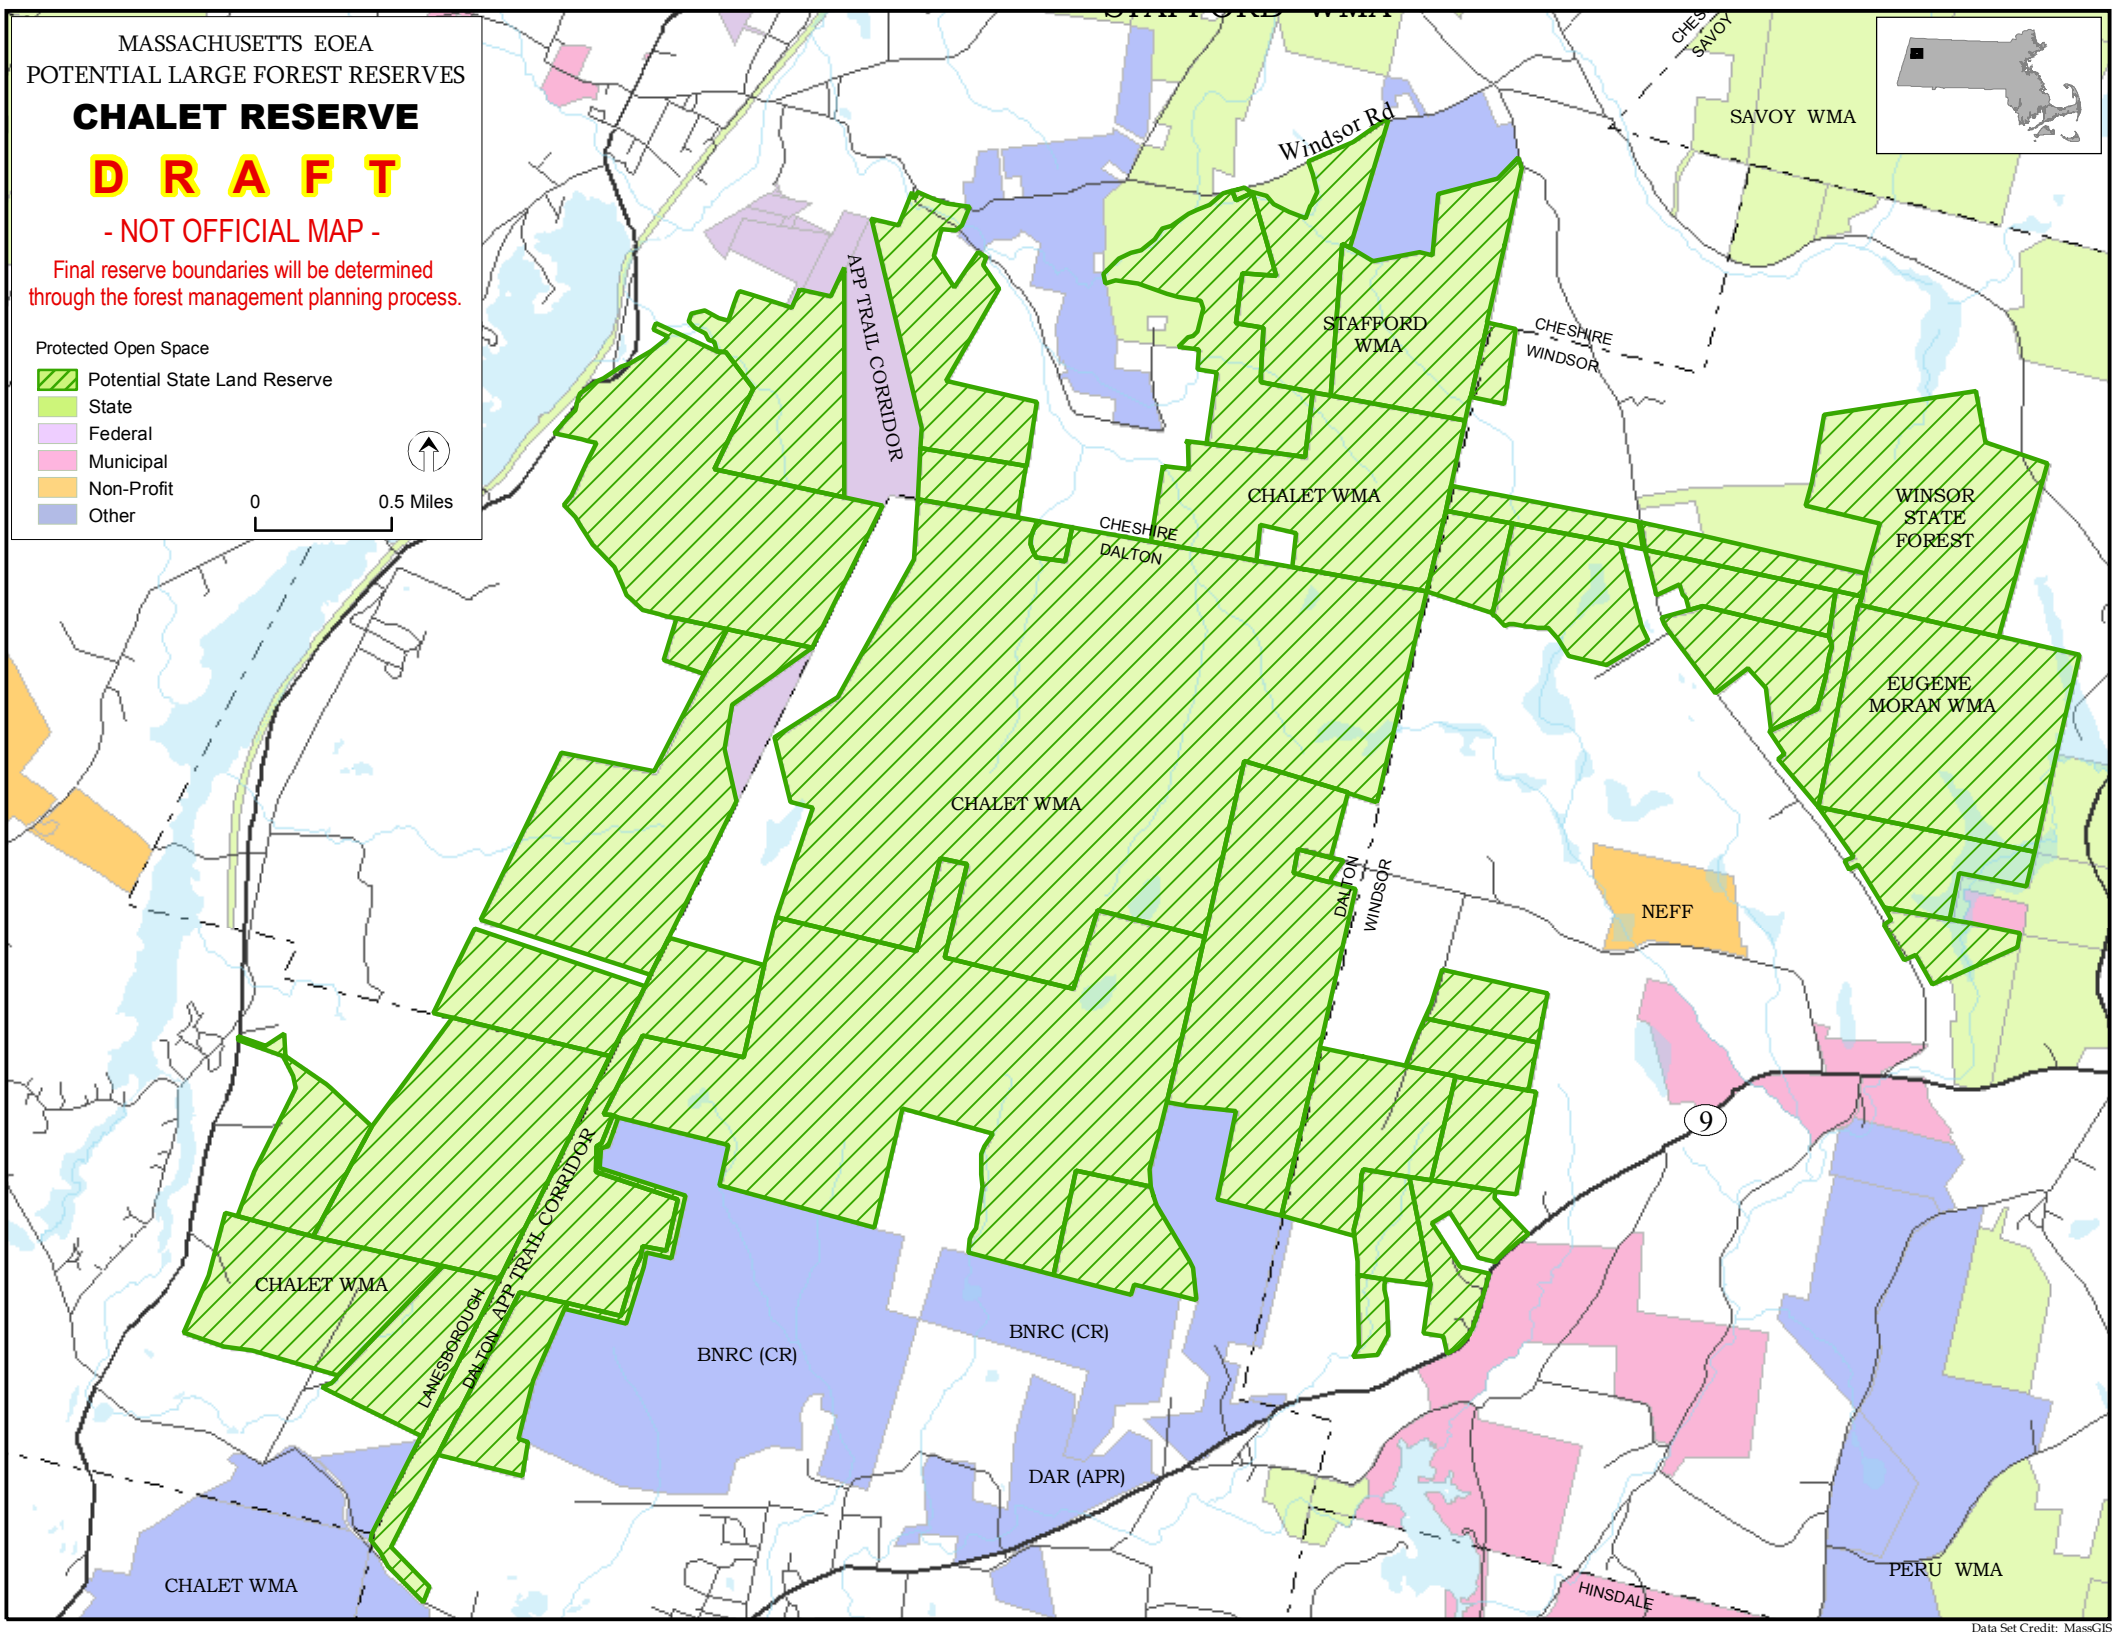 MASSACHUSETTS EOEA
POTENTIAL LARGE FOREST RESERVES
CHALET RESERVE
D R A F T
- NOT OFFICIAL MAP -
Final reserve boundaries will be determined
through the forest management planning process.
Protected Open Space
Potential State Land Reserve
State
Federal
Municipal
Non-Profit
Other
0 0.5 Miles
STAFFORD WMA
CHES
SAVOY
SAVOY WMA
Windsor Rd
APP TRAIL CORRIDOR
STAFFORD
WMA
CHESHIRE
WINDSOR
CHALET WMA
WINSOR
STATE
FOREST
CHESHIRE
DALTON
EUGENE
MORAN WMA
CHALET WMA
DALTON
WINDSOR
NEFF
9
APP TRAIL CORRIDOR
CHALET WMA
LANESBOROUGH
DALTON
BNRC (CR)
BNRC (CR)
DAR (APR)
CHALET WMA
PERU WMA
HINSDALE
Data Set Credit: MassGIS